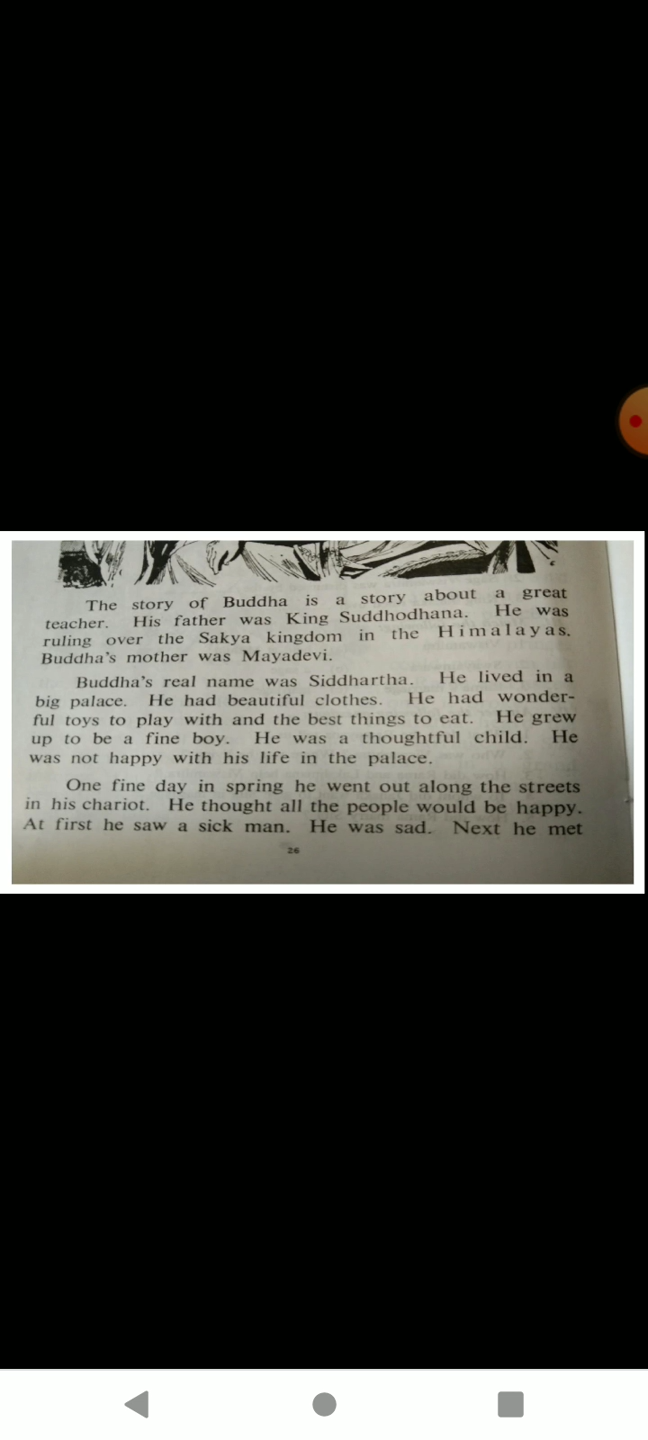 The story of Buddha is a story about a great
teacher. His father was King Suddhodhana. He was
ruling over the Sakya kingdom in the Himalayas.
Buddha's mother was Mayadevi.
Buddha's real name was Siddhartha. He lived in a
big palace. He had beautiful clothes. He had wonder-
ful toys to play with and the best things to eat. He grew
up to be a fine boy. He was a thoughtful child. He
was not happy with his life in the palace.
One fine day in spring he went out along the streets
in his chariot. He thought all the people would be happy.
At first he saw a sick man. He was sad. Next he met
26